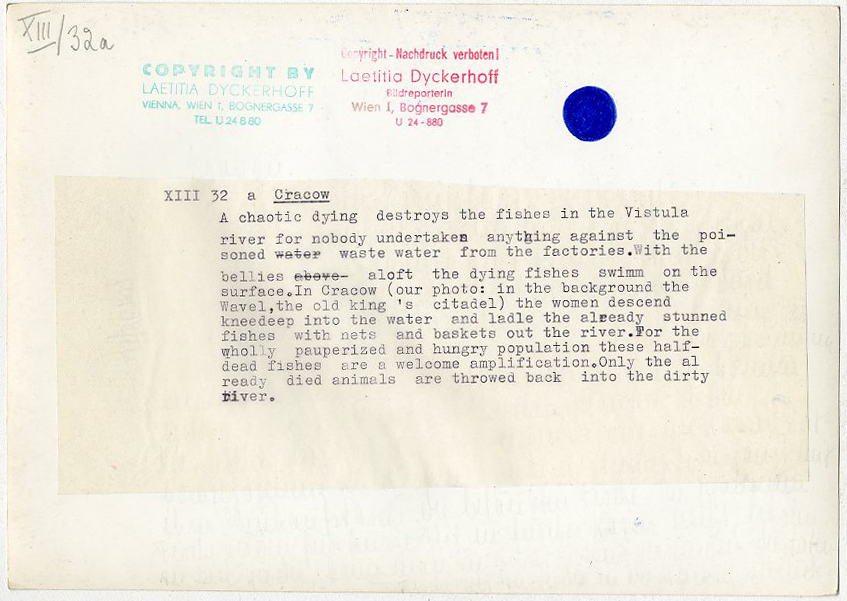 XIII/32a
COPYRIGHT BY
LAETITIA DYCKERHOFF
VIENNA, WIEN I, BOGNERGASSE 7
TEL. U 24 8 80
Copyright - Nachdruck verboten!
Laetitia Dyckerhoff
Bildreporterin
Wien I, Bognergasse 7
U 24-880
XIII 32 a Cracow
A chaotic dying destroys the fishes in the Vistula
river for nobody undertakes anything against the poi-
soned water waste water from the factories.With the
bellies above- aloft the dying fishes swimm on the
surface.In Cracow (our photo: in the background the
Wavel,the old king 's citadel) the women descend
kneedeep into the water and ladle the already stunned
fishes with nets and baskets out the river.For the
wholly pauperized and hungry population these half-
dead fishes are a welcome amplification.Only the al
ready died animals are throwed back into the dirty
river.